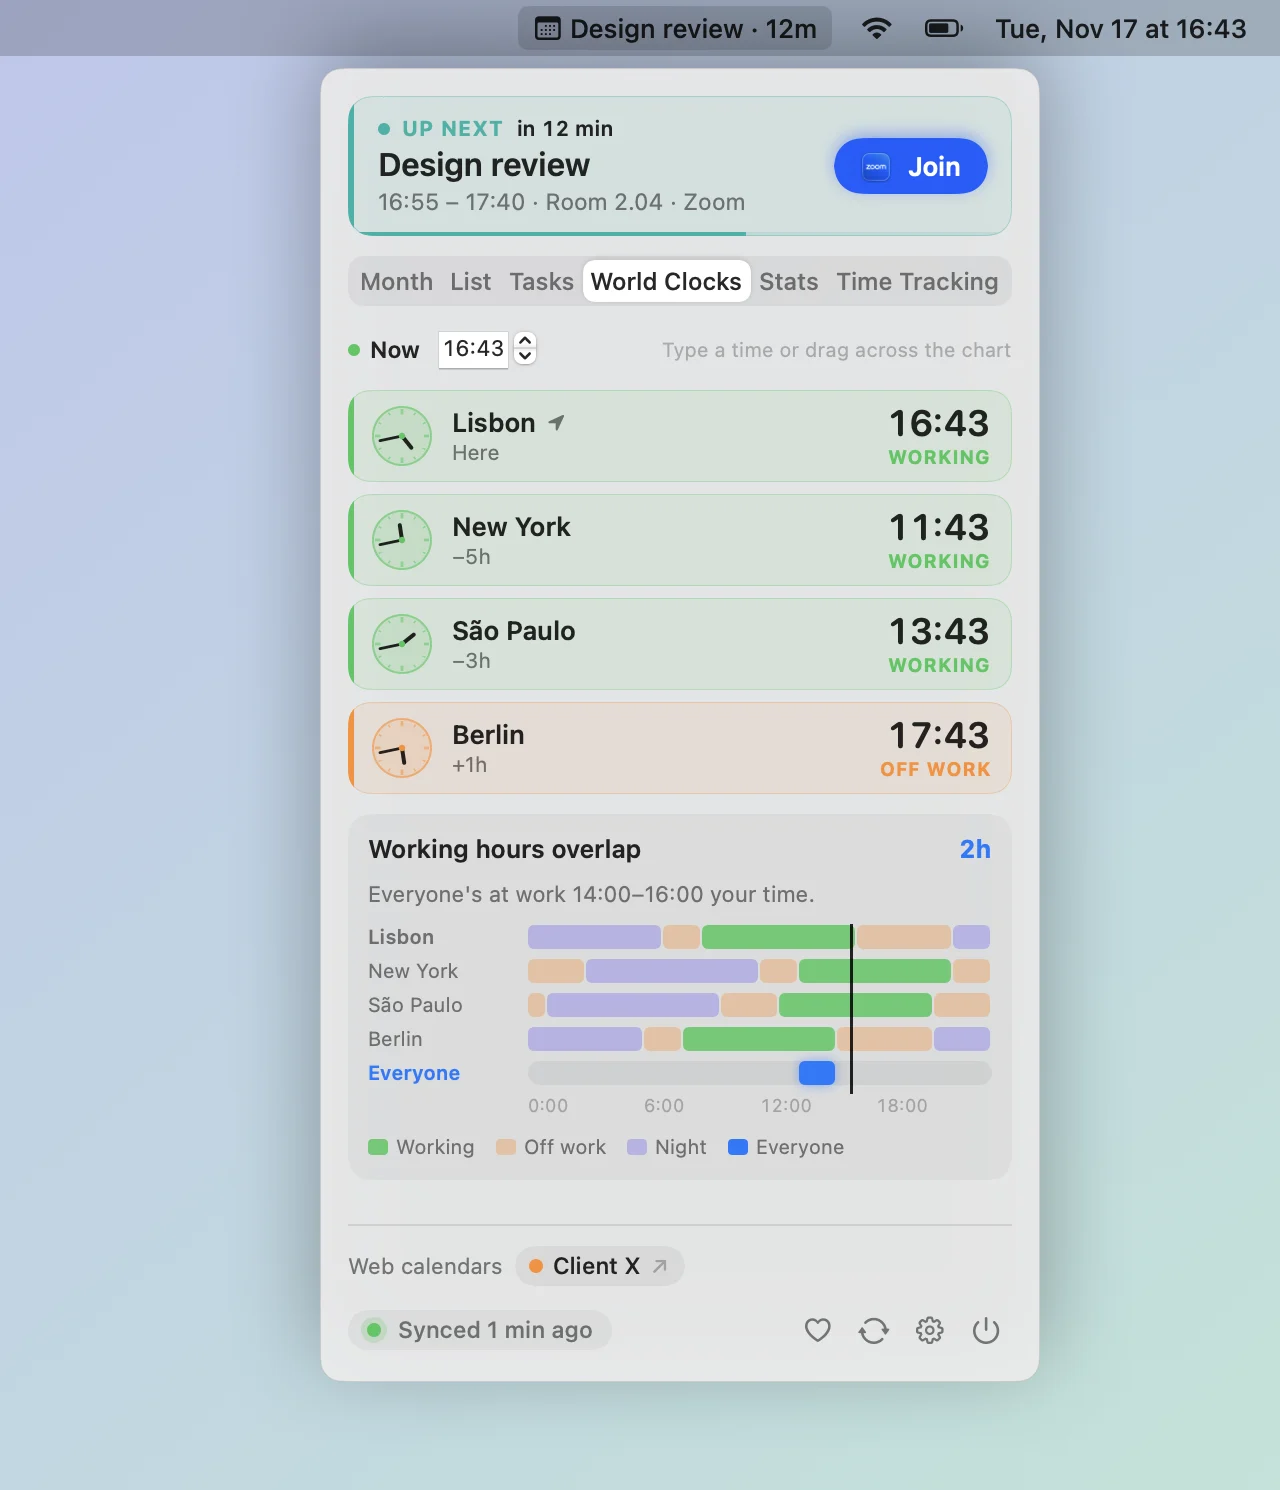 Design review · 12m
Tue, Nov 17 at 16:43
UP NEXT in 12 min
Design review
16:55 – 17:40 · Room 2.04 · Zoom
zoom
Join
Month List Tasks World Clocks Stats Time Tracking
Now 16:43
Type a time or drag across the chart
Lisbon
Here
16:43
WORKING
New York
–5h
11:43
WORKING
São Paulo
–3h
13:43
WORKING
Berlin
+1h
17:43
OFF WORK
Working hours overlap 2h
Everyone's at work 14:00–16:00 your time.
Lisbon
New York
São Paulo
Berlin
Everyone
0:00 6:00 12:00 18:00
Working Off work Night Everyone
Web calendars Client X
Synced 1 min ago